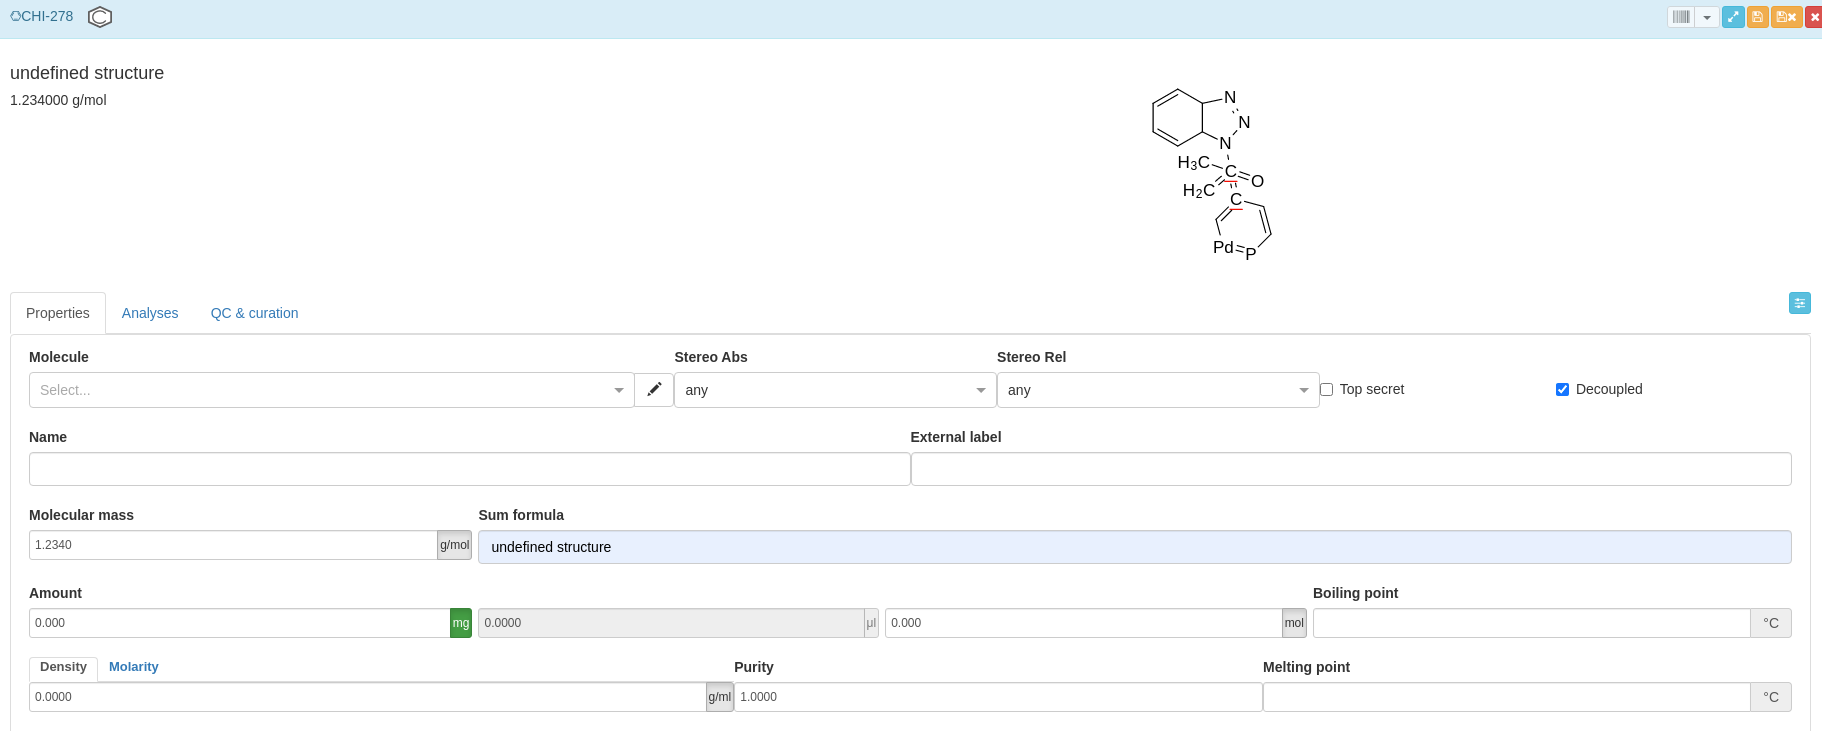 CHI-278
undefined structure
1.234000 g/mol
N
N
N
H3C
C
O
H2C
C
Pd
P
Properties Analyses QC & curation
Molecule Stereo Abs Stereo Rel
Select... any any Top secret Decoupled
Name External label
Molecular mass Sum formula
1.2340 g/mol undefined structure
Amount Boiling point
0.000 mg 0.0000 µl 0.000 mol °C
Density Molarity Purity Melting point
0.0000 g/ml 1.0000 °C